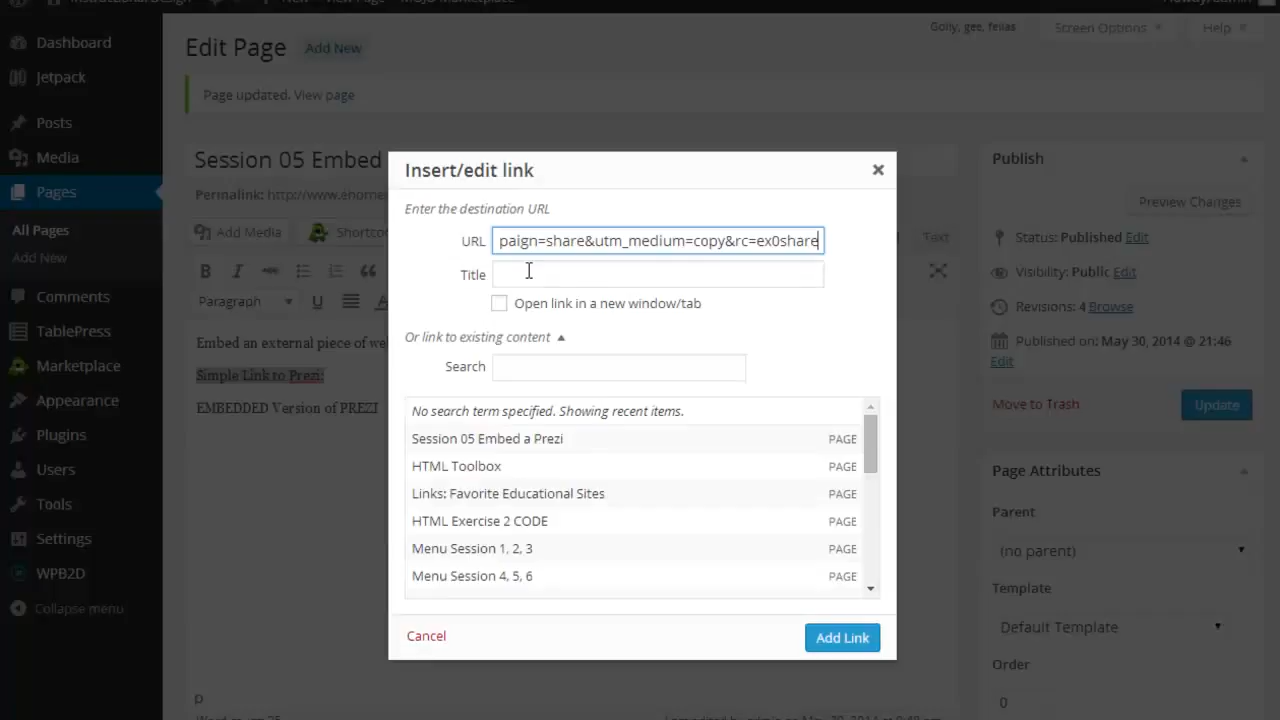 Golly, gee, fellas
Screen Options
Help
Dashboard
Edit Page
Add New
Jetpack
Page updated. View page
Posts
Media
Insert/edit link
Session 05 Embed
Publish
Pages
Permalink: http://www.ehome
Preview Changes
Enter the destination URL
All Pages
Add Media
Shortco
URL paign=share&utm_medium=copy&rc=ex0share
Text
Status: Published Edit
Add New
B I
Title
Visibility: Public Edit
Comments
Paragraph
U
Open link in a new window/tab
Revisions: 4 Browse
TablePress
Or link to existing content
Embed an external piece of we
Published on: May 30, 2014 @ 21:46
Edit
Marketplace
Search
Simple Link to Prezi:
Appearance
EMBEDDED Version of PREZI
No search term specified. Showing recent items.
Move to Trash
Update
Plugins
Session 05 Embed a Prezi PAGE
Users
HTML Toolbox PAGE
Page Attributes
Tools
Links: Favorite Educational Sites PAGE
Parent
HTML Exercise 2 CODE PAGE
Settings
Menu Session 1, 2, 3 PAGE
(no parent)
WPB2D
Menu Session 4, 5, 6 PAGE
Template
Collapse menu
Default Template
Cancel
Add Link
Order
p
0